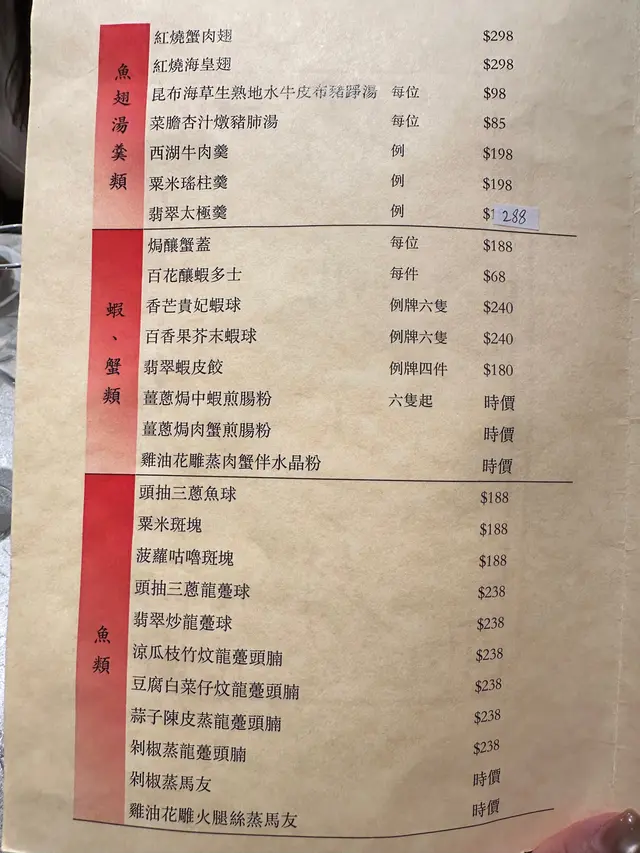 魚翅湯羹類
紅燒蟹肉翅 $298
紅燒海皇翅 $298
昆布海草生熟地水牛皮布豬踭湯 每位 $98
菜膽杏汁燉豬肺湯 每位 $85
西湖牛肉羹 例 $198
粟米瑤柱羹 例 $198
翡翠太極羹 例 $1 288
蝦、蟹類
焗釀蟹蓋 每位 $188
百花釀蝦多士 每件 $68
香芒貴妃蝦球 例牌六隻 $240
百香果芥末蝦球 例牌六隻 $240
翡翠蝦皮餃 例牌四件 $180
薑蔥焗中蝦煎腸粉 六隻起 時價
薑蔥焗肉蟹煎腸粉 時價
雞油花雕蒸肉蟹伴水晶粉 時價
魚類
頭抽三蔥魚球 $188
粟米斑塊 $188
菠蘿咕嚕斑塊 $188
頭抽三蔥龍躉球 $238
翡翠炒龍躉球 $238
涼瓜枝竹炆龍躉頭腩 $238
豆腐白菜仔炆龍躉頭腩 $238
蒜子陳皮蒸龍躉頭腩 $238
剁椒蒸龍躉頭腩 $238
剁椒蒸馬友 時價
雞油花雕火腿絲蒸馬友 時價